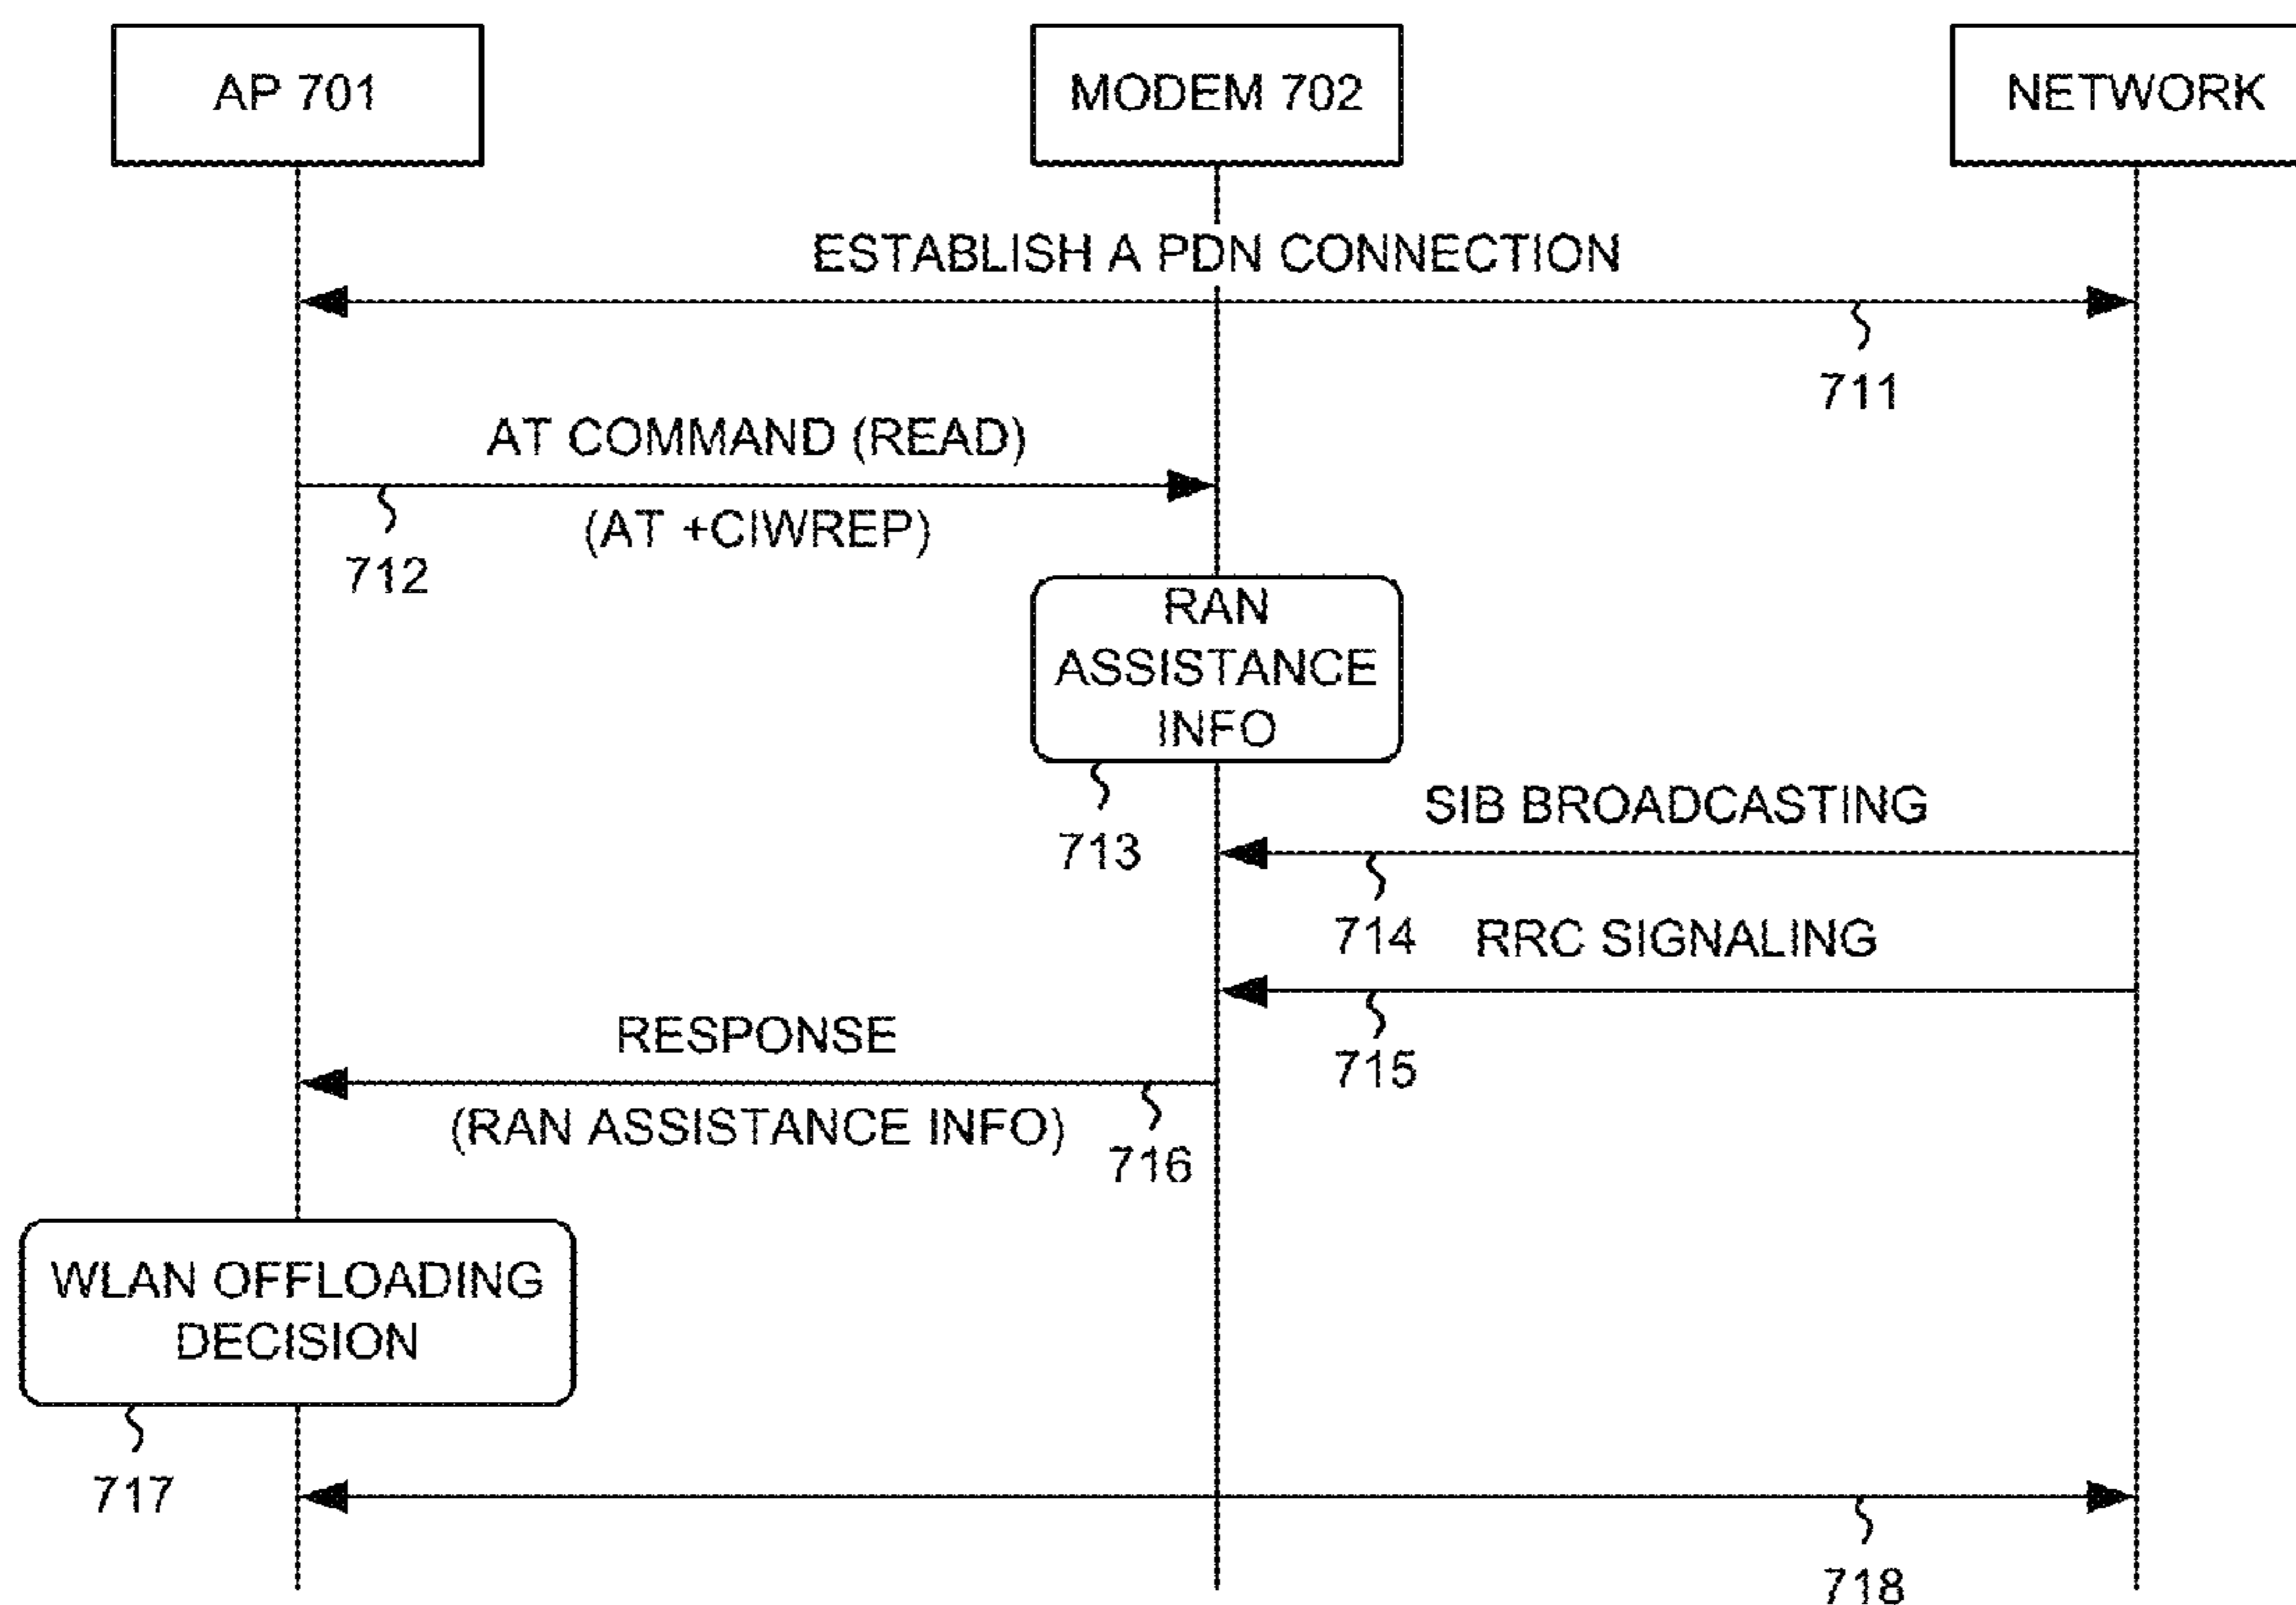 AP 701
MODEM 702
NETWORK
ESTABLISH A PDN CONNECTION
711
AT COMMAND (READ)
(AT +CIWREP)
712
RAN
ASSISTANCE
INFO
713
SIB BROADCASTING
714
RRC SIGNALING
715
RESPONSE
(RAN ASSISTANCE INFO)
716
WLAN OFFLOADING
DECISION
717
718